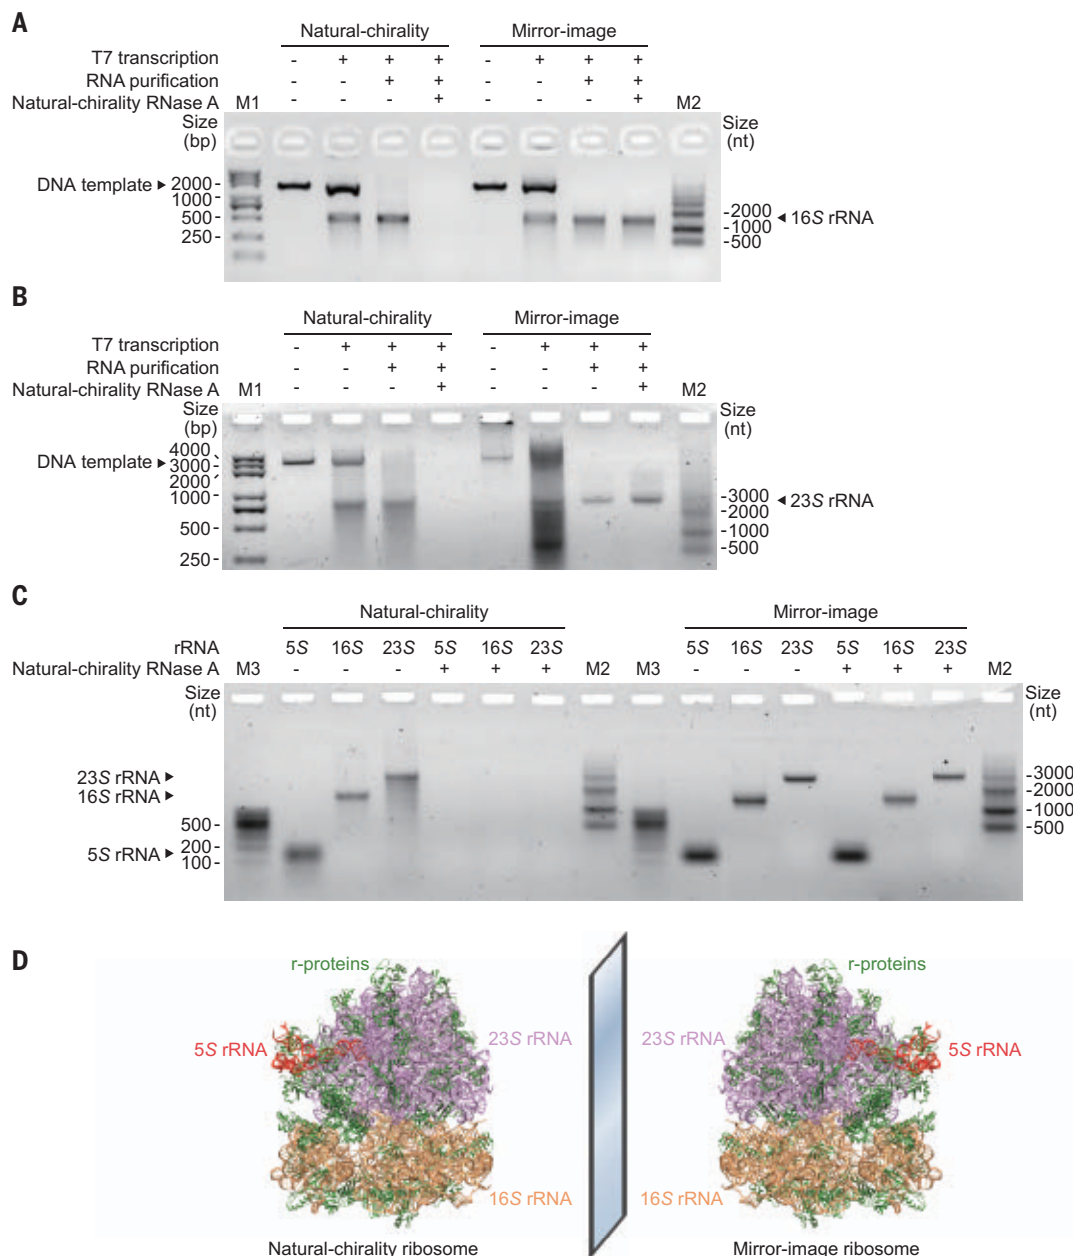 A
Natural-chirality Mirror-image
T7 transcription - + + + - + + +
RNA purification - - + + - - + +
Natural-chirality RNase A M1 - - - + - - - + M2
Size (bp) Size (nt)
DNA template ▸ 2000-
1000-
500- -2000 ◂ 16S rRNA
250- -1000
-500
B
Natural-chirality Mirror-image
T7 transcription - + + + - + + +
RNA purification - - + + - - + +
Natural-chirality RNase A M1 - - - + - - - + M2
Size (bp) Size (nt)
4000
DNA template ▸ 3000-
2000
1000- -3000 ◂ 23S rRNA
-2000
500- -1000
-500
250-
C
Natural-chirality Mirror-image
rRNA 5S 16S 23S 5S 16S 23S 5S 16S 23S 5S 16S 23S
Natural-chirality RNase A M3 - - - + + + M2 M3 - - - + + + M2
Size (nt) Size (nt)
23S rRNA ▸ -3000
16S rRNA ▸ -2000
-1000
500- -500
200-
5S rRNA ▸ 100-
D
r-proteins r-proteins
23S rRNA 23S rRNA
5S rRNA 5S rRNA
16S rRNA 16S rRNA
Natural-chirality ribosome Mirror-image ribosome